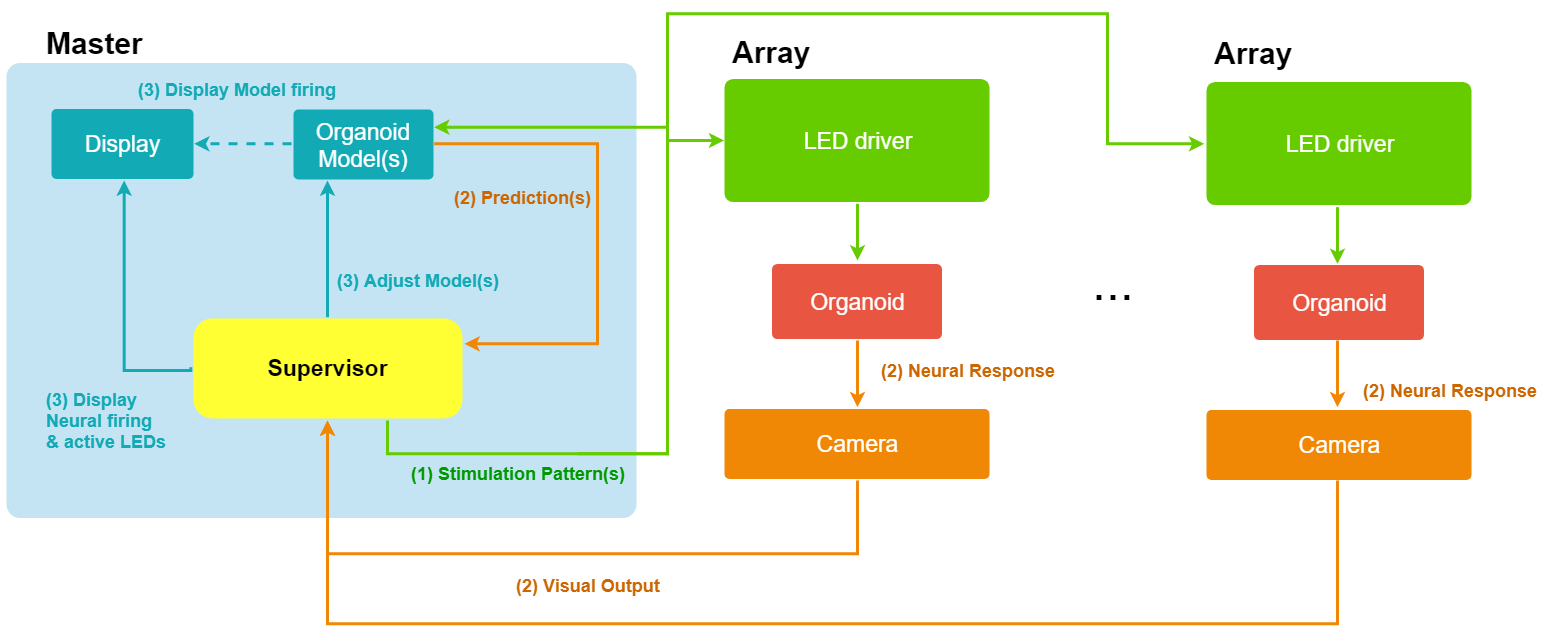 Master
Array
Array
(3) Display Model firing
Display
Organoid
Model(s)
LED driver
LED driver
(2) Prediction(s)
(3) Adjust Model(s)
Organoid
...
Organoid
Supervisor
(2) Neural Response
(2) Neural Response
(3) Display
Neural firing
& active LEDs
Camera
Camera
(1) Stimulation Pattern(s)
(2) Visual Output